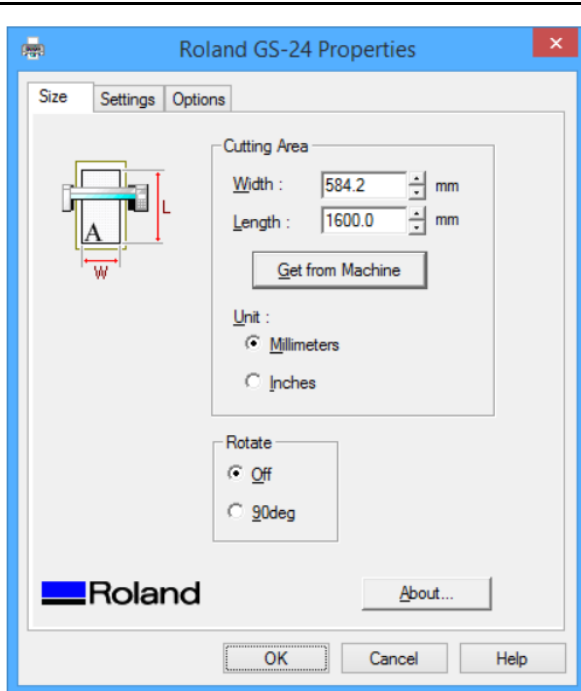 Roland GS-24 Properties
Size Settings Options
Cutting Area
Width : 584.2 mm
Length : 1600.0 mm
Get from Machine
Unit :
Millimeters
Inches
L
A
W
Rotate
Off
90deg
Roland
About...
OK Cancel Help